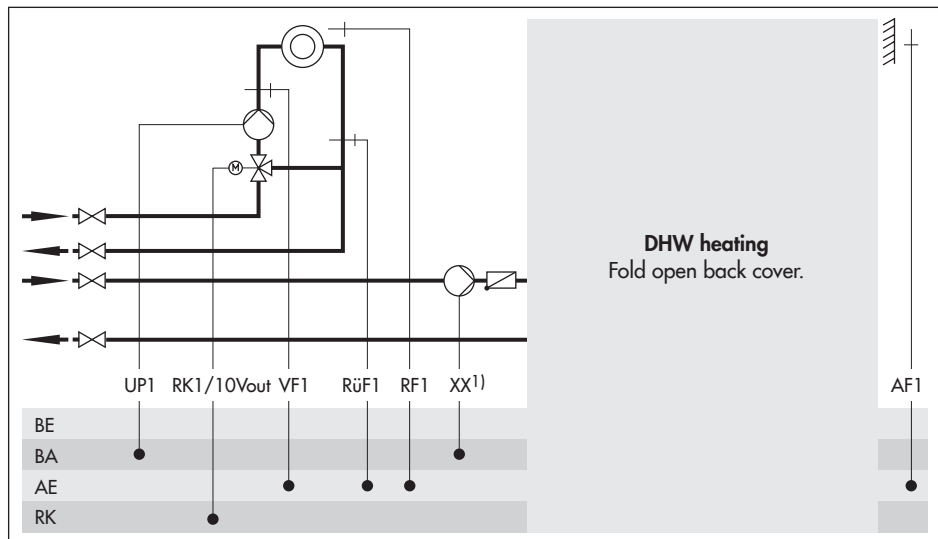 M
DHW heating
Fold open back cover.
UP1 RK1/10Vout VF1 RüF1 RF1 XX1) AF1
BE
BA
AE
RK